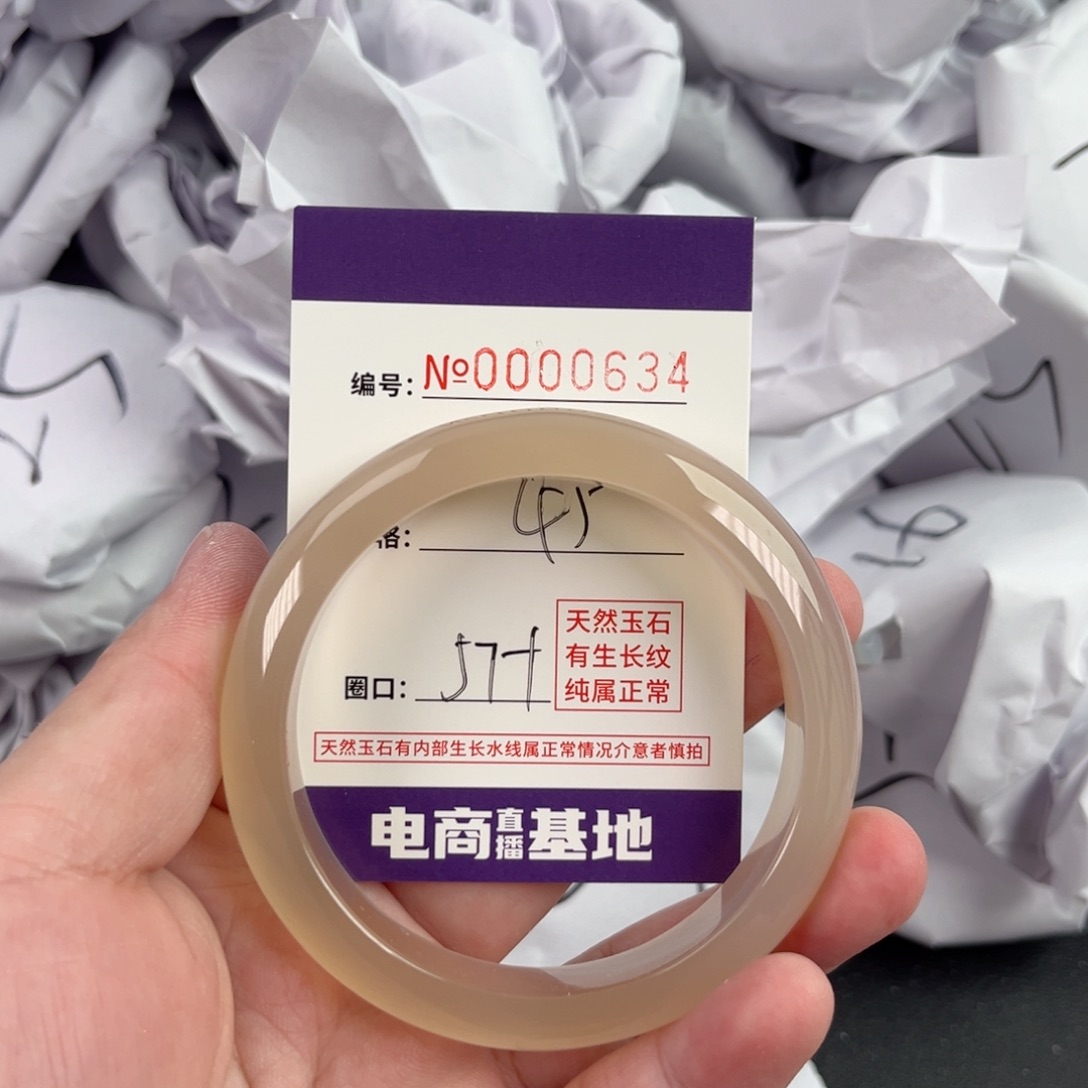 编号: №0000634
格: 45
圈口: 57+
天然玉石
有生长纹
纯属正常
天然玉石有内部生长水线属正常情况介意者慎拍
电商直播基地